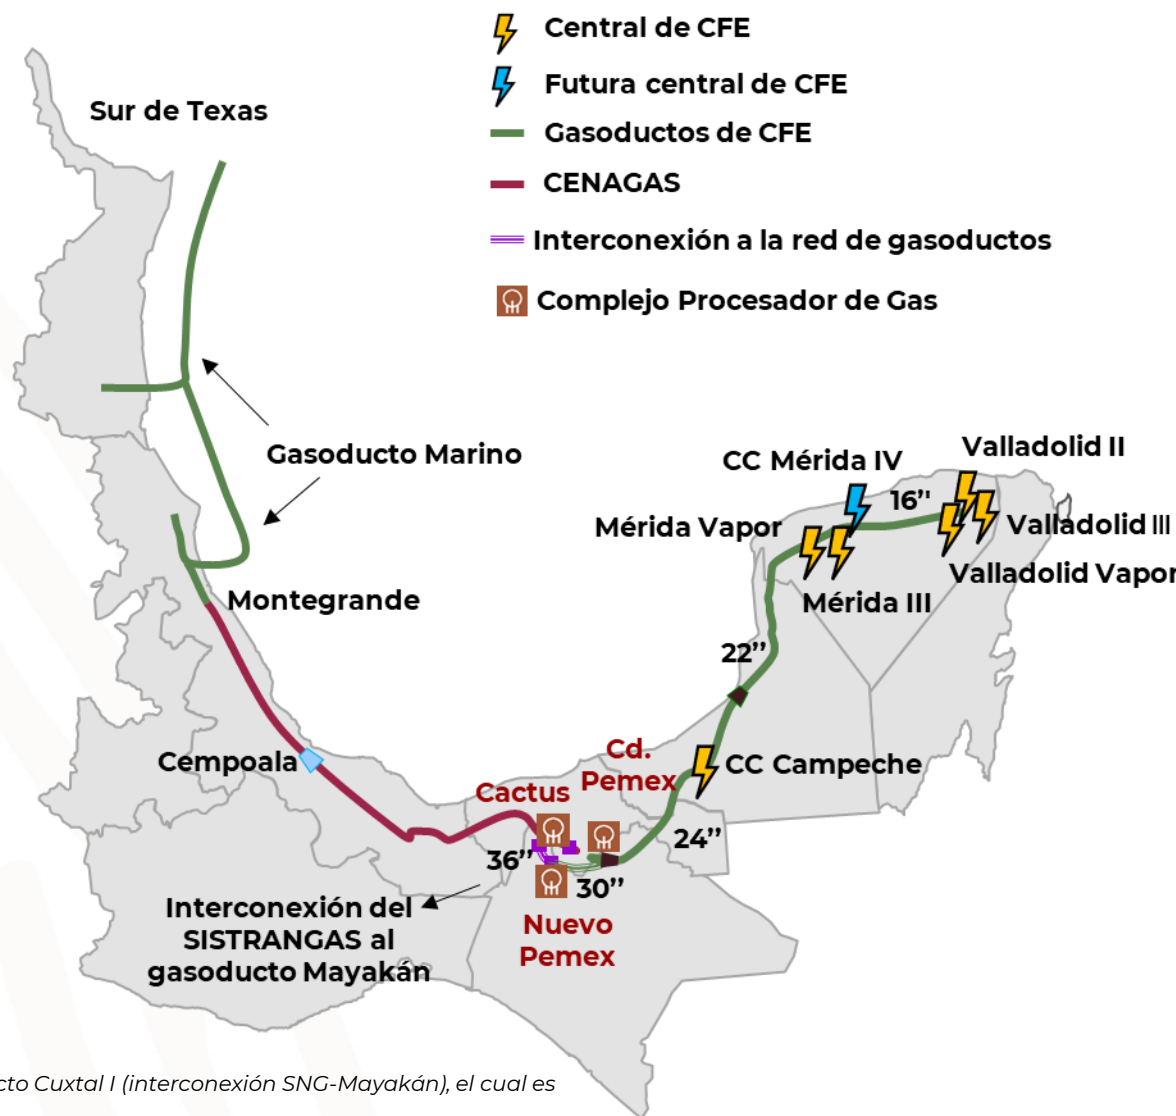 Central de CFE
Futura central de CFE
Gasoductos de CFE
CENAGAS
Interconexión a la red de gasoductos
Complejo Procesador de Gas
Sur de Texas
Gasoducto Marino
Montegrande
Cempoala
Valladolid II
CC Mérida IV
16"
Mérida Vapor
Valladolid III
Valladolid Vapor
Mérida III
22’’
Cd.
Pemex
CC Campeche
Cactus
24’’
36’’
30’’
Interconexión del
SISTRANGAS al
gasoducto Mayakán
Nuevo
Pemex
cto Cuxtal I (interconexión SNG-Mayakán), el cual es